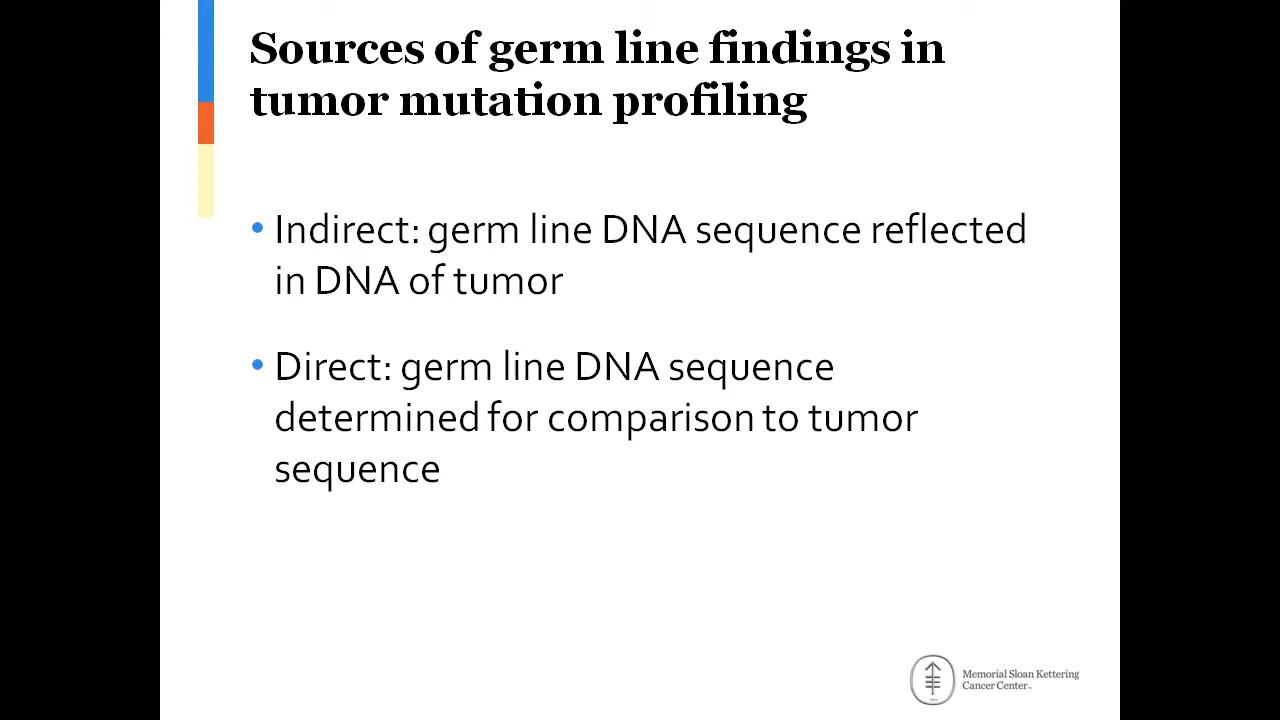 Sources of germ line findings in
tumor mutation profiling
• Indirect: germ line DNA sequence reflected
in DNA of tumor
• Direct: germ line DNA sequence
determined for comparison to tumor
sequence
Memorial Sloan Kettering
Cancer Center